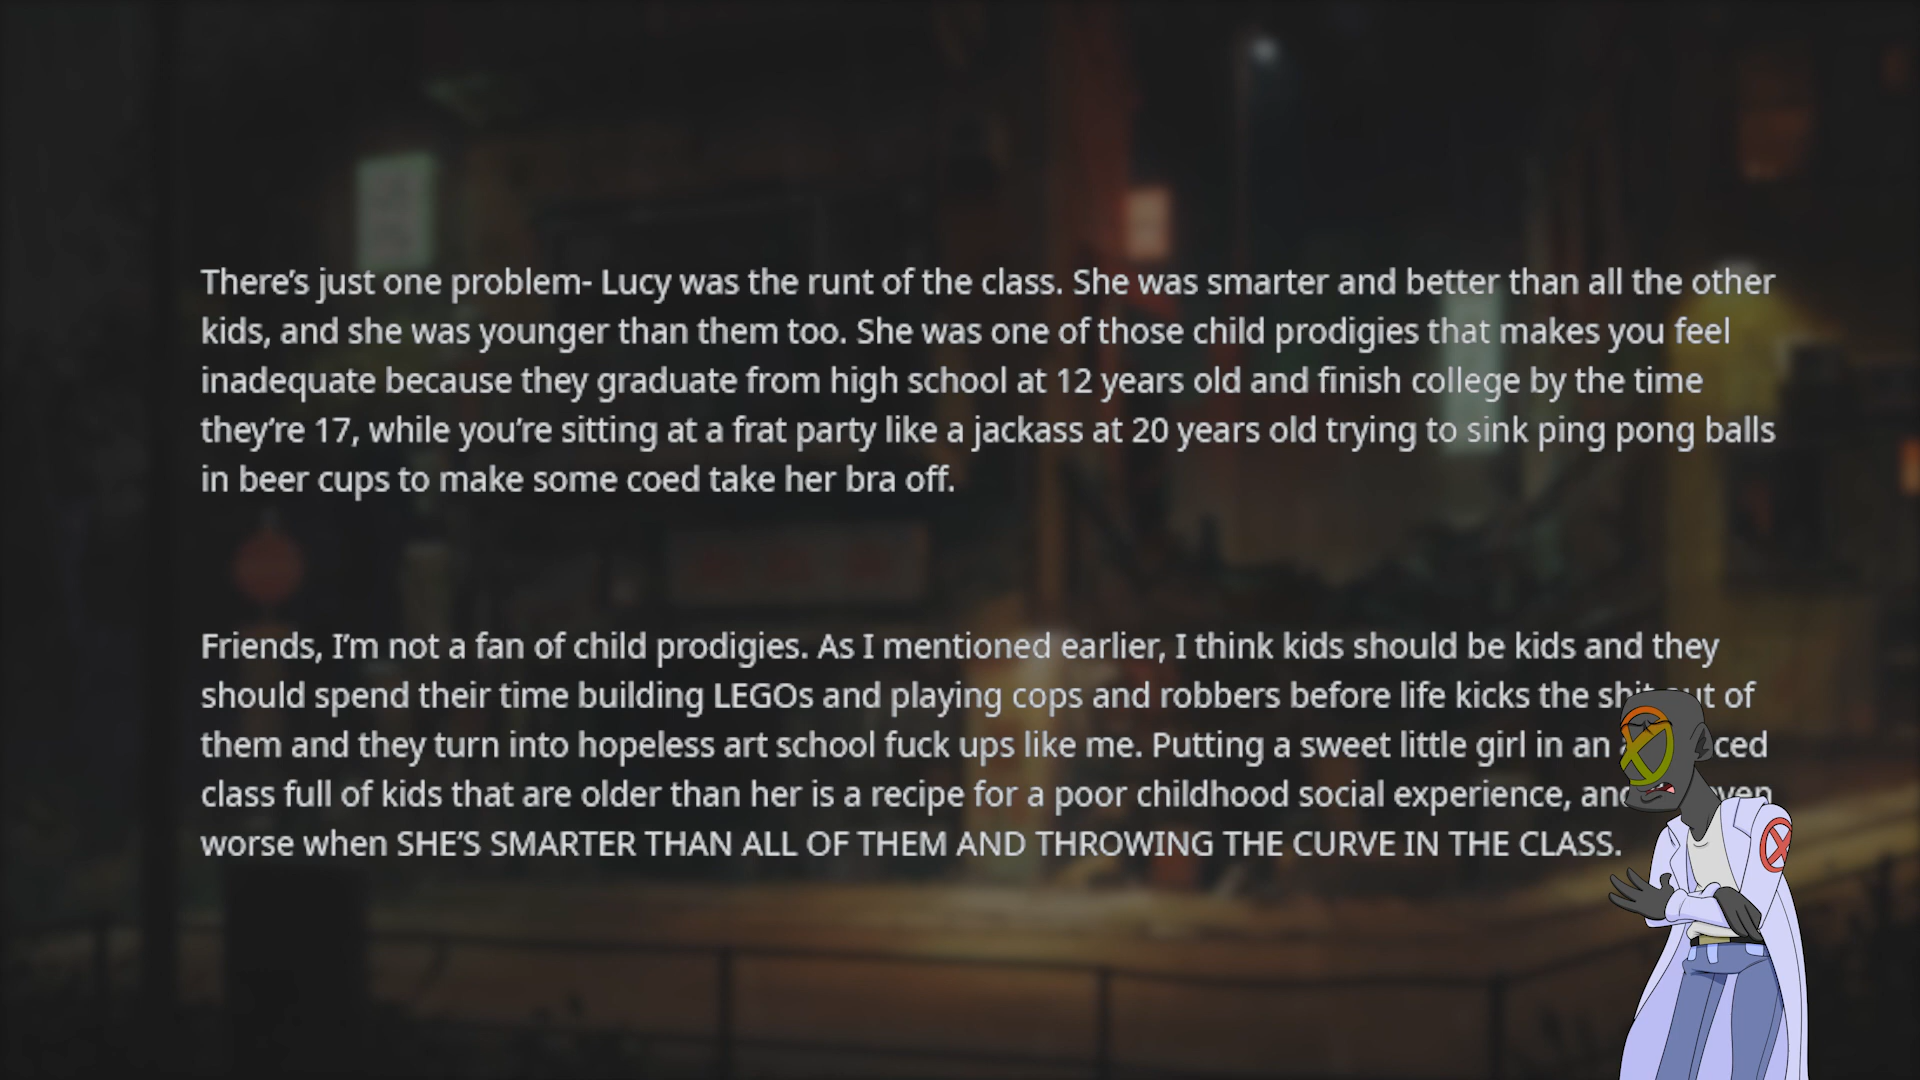 There’s just one problem- Lucy was the runt of the class. She was smarter and better than all the other
kids, and she was younger than them too. She was one of those child prodigies that makes you feel
inadequate because they graduate from high school at 12 years old and finish college by the time
they’re 17, while you’re sitting at a frat party like a jackass at 20 years old trying to sink ping pong balls
in beer cups to make some coed take her bra off.
Friends, I’m not a fan of child prodigies. As I mentioned earlier, I think kids should be kids and they
should spend their time building LEGOs and playing cops and robbers before life kicks the shit out of
them and they turn into hopeless art school fuck ups like me. Putting a sweet little girl in an
class full of kids that are older than her is a recipe for a poor childhood social experience, and
worse when SHE’S SMARTER THAN ALL OF THEM AND THROWING THE CURVE IN THE CLASS.